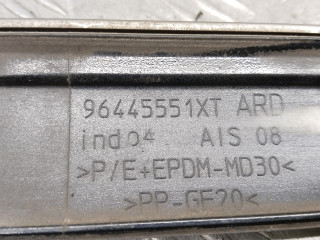 96445551XT ARD
indo4 AIS 08
>P/E+EPDM-MD30<
>PP-GF20<